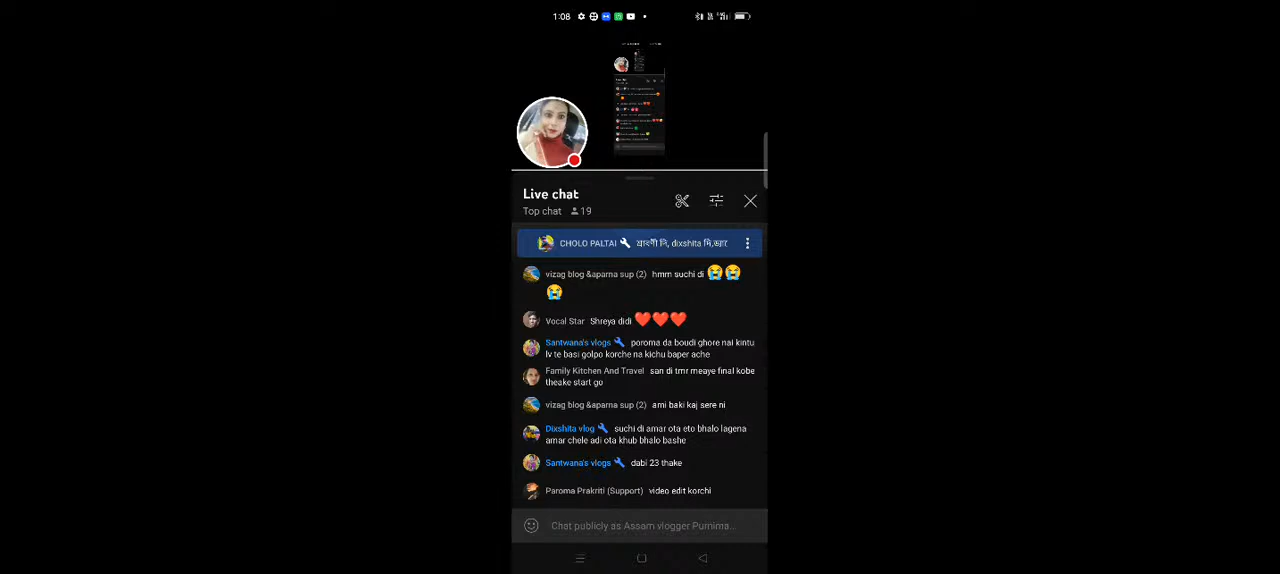 1:08
Live chat
Top chat 19
CHOLO PALTAI শ্রাবণী দি, dixshita দি,
vizag blog &aparna sup (2) hmm suchi di 😭😭
😭
Vocal Star Shreya didi ❤️❤️❤️
Santwana's vlogs poroma da boudi ghore nai kintu
lv te basi golpo korche na kichu baper ache
Family Kitchen And Travel san di tmr meaye final kobe
theake start go
vizag blog &aparna sup (2) ami baki kaj sere ni
Dixshita vlog suchi di amar ota eto bhalo lagena
amar chele adi ota khub bhalo bashe
Santwana's vlogs dabi 23 thake
Paroma Prakriti (Support) video edit korchi
Chat publicly as Assam vlogger Purnima...